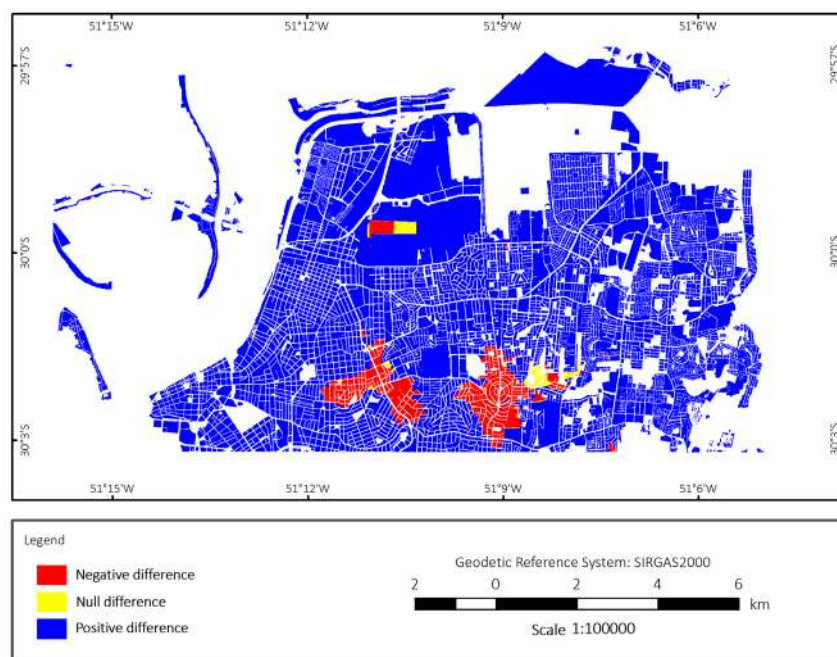 51°15'W 51°12'W 51°9'W 51°6'W
29°57'S 29°57'S
30°0'S 30°0'S
30°3'S 30°3'S
51°15'W 51°12'W 51°9'W 51°6'W
Legend
Negative difference
Null difference
Positive difference
Geodetic Reference System: SIRGAS2000
2 0 2 4 6
km
Scale 1:100000